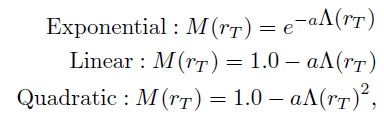 Exponential : M(r_T) = e^{-aΛ(r_T)}
Linear : M(r_T) = 1.0 − aΛ(r_T)
Quadratic : M(r_T) = 1.0 − aΛ(r_T)²,